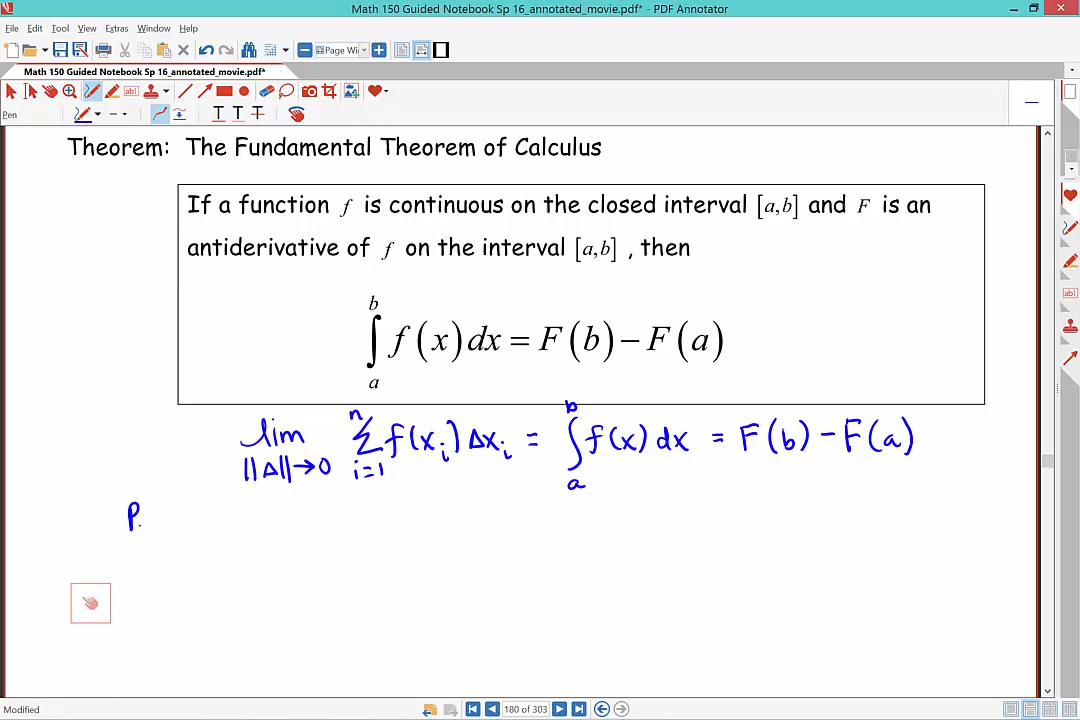 Math 150 Guided Notebook Sp 16_annotated_movie.pdf* - PDF Annotator
File Edit Tool View Extras Window Help
Page Wi
Math 150 Guided Notebook Sp 16_annotated_movie.pdf*
Pen
Theorem: The Fundamental Theorem of Calculus
If a function f is continuous on the closed interval [a,b] and F is an
antiderivative of f on the interval [a,b] , then
∫_a^b f(x)dx = F(b) − F(a)
lim_{||Δ||→0} ∑_{i=1}^n f(x_i) Δx_i = ∫_a^b f(x) dx = F(b) − F(a)
P.
Modified
180 of 303